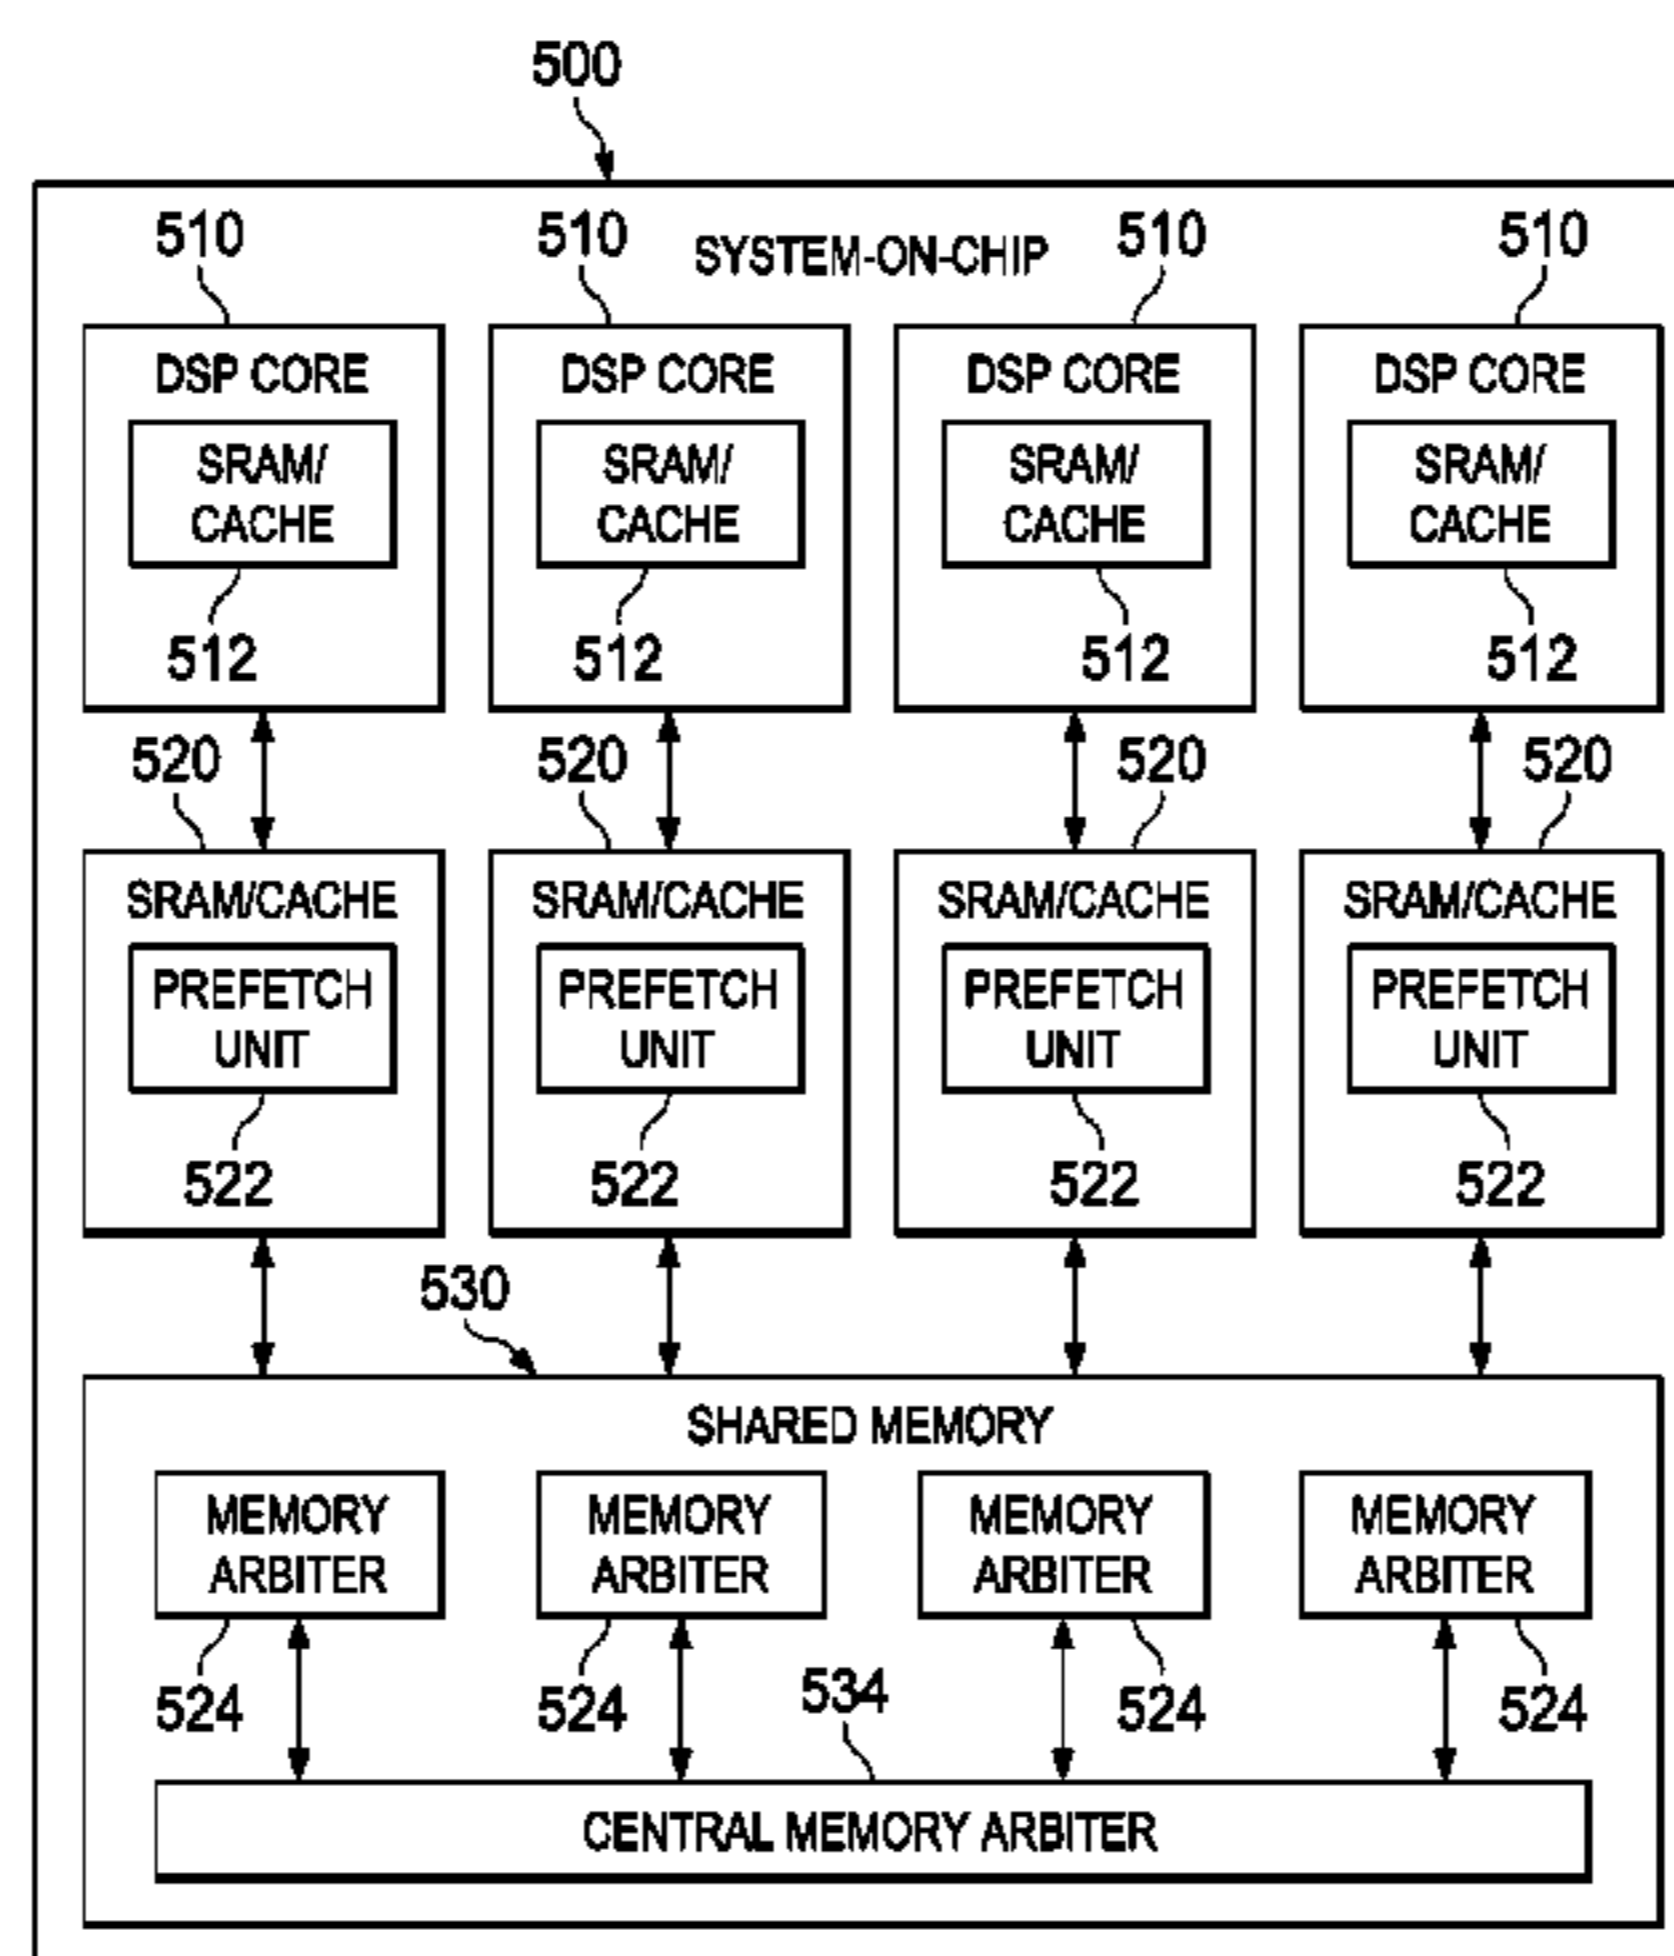 500
510
510
SYSTEM-ON-CHIP
510
510
DSP CORE
DSP CORE
DSP CORE
DSP CORE
SRAM/
CACHE
SRAM/
CACHE
SRAM/
CACHE
SRAM/
CACHE
512
512
512
512
520
520
520
520
SRAM/CACHE
SRAM/CACHE
SRAM/CACHE
SRAM/CACHE
PREFETCH
UNIT
PREFETCH
UNIT
PREFETCH
UNIT
PREFETCH
UNIT
522
522
522
522
530
SHARED MEMORY
MEMORY
ARBITER
MEMORY
ARBITER
MEMORY
ARBITER
MEMORY
ARBITER
524
524
534
524
524
CENTRAL MEMORY ARBITER